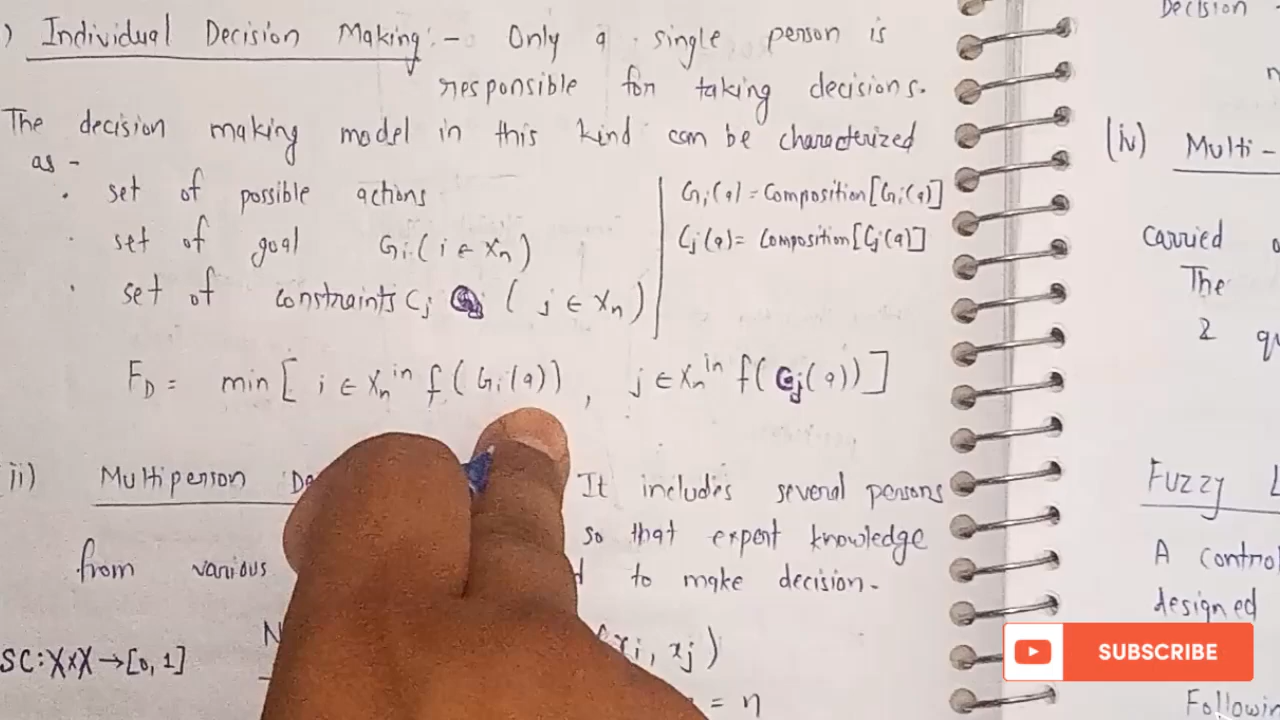 ) Individual Decision Making :- Only a single person is
responsible for taking decisions.
The decision making model in this kind can be characterized
as -
· set of possible actions
· set of goal Gi (i ∈ Xn)
· set of constraints Cj ( j ∈ Xn)
Gi(a) = Composition[Gi(a)]
Cj(a) = Composition[Cj(a)]
FD = min [ i ∈ Xn in f ( Gi(a)) , j ∈ Xn in f( Cj(a)) ]
ii) Multiperson It includes several persons
from various so that expert knowledge
to make decision.
xi, xj)
SC: X×X → [0, 1]
= n
Decision
(iv) Multi-
carried
The
2
Fuzzy
A contro
designed
Followin
SUBSCRIBE